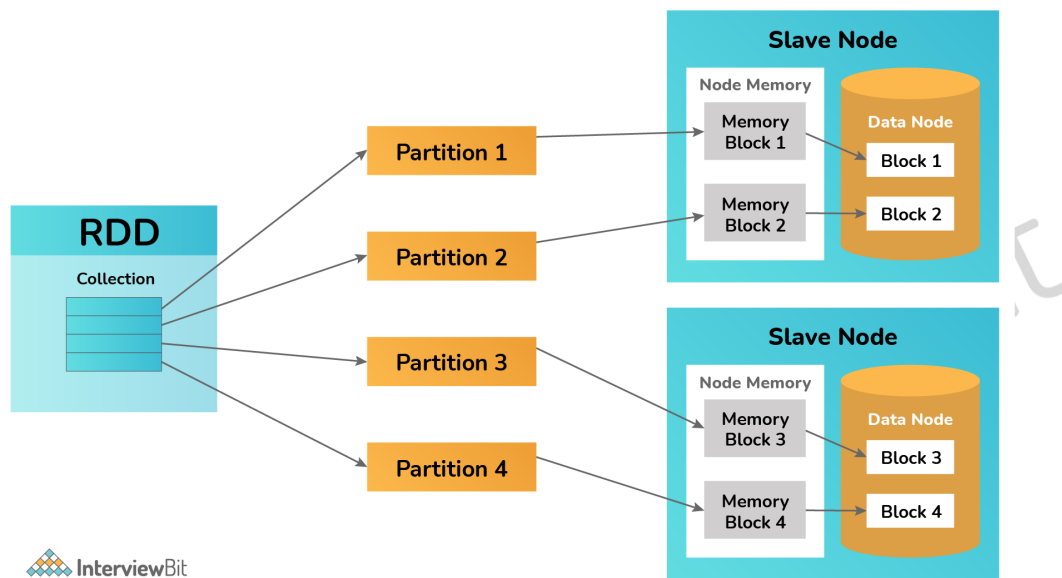 RDD
Collection
Partition 1
Partition 2
Partition 3
Partition 4
Slave Node
Node Memory
Memory
Block 1
Memory
Block 2
Data Node
Block 1
Block 2
Slave Node
Node Memory
Memory
Block 3
Memory
Block 4
Data Node
Block 3
Block 4
InterviewBit